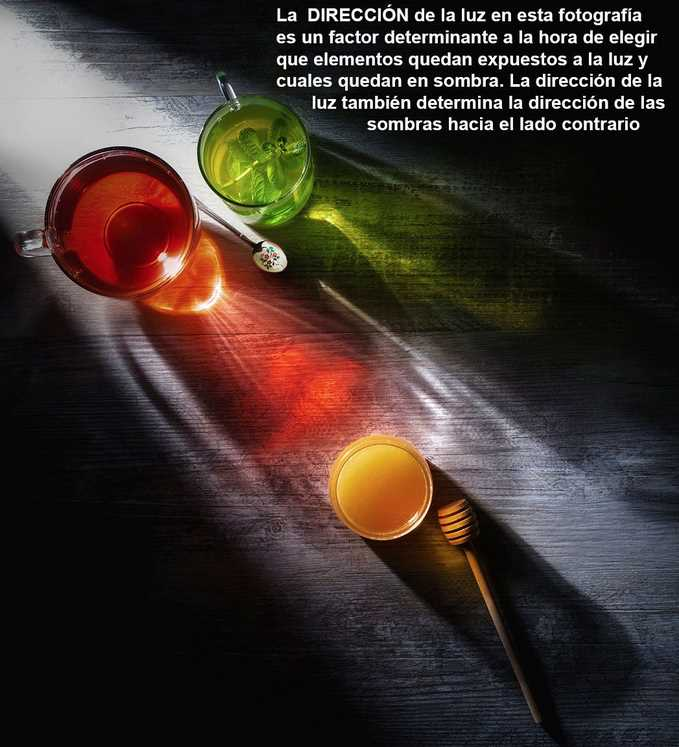 La  DIRECCIÓN de la luz en esta fotografía
es un factor determinante a la hora de elegir
que elementos quedan expuestos a la luz y
cuales quedan en sombra. La dirección de la
luz también determina la dirección de las
sombras hacia el lado contrario